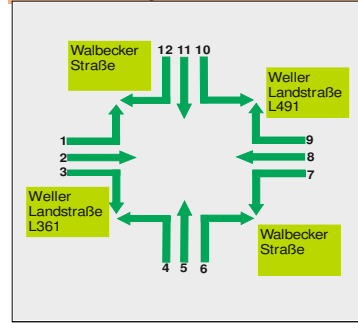 Walbecker
Straße
12 11 10
Weller
Landstraße
L491
1
2
3
9
8
7
Weller
Landstraße
L361
Walbecker
Straße
4 5 6